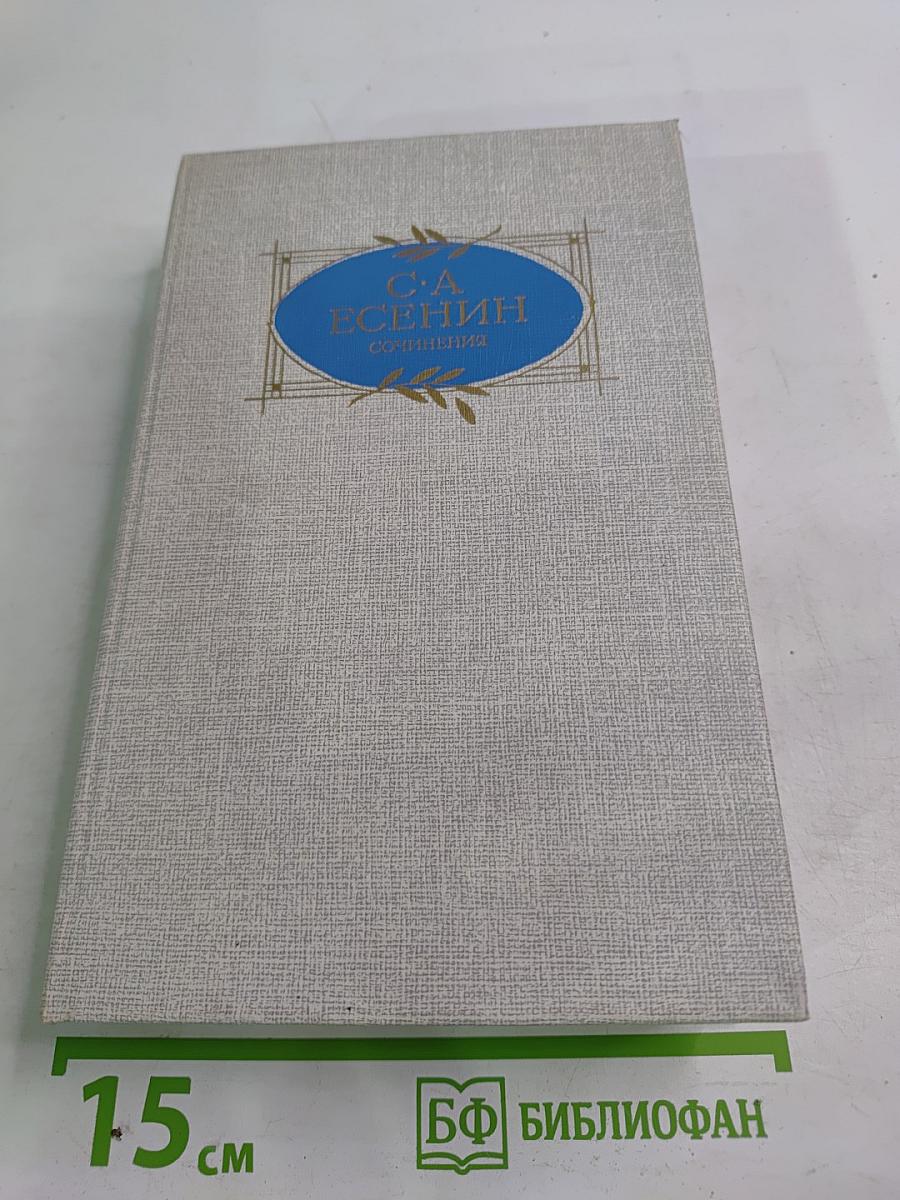 С·А
ЕСЕНИН
СОЧИНЕНИЯ
15 см
БФ БИБЛИОФАН